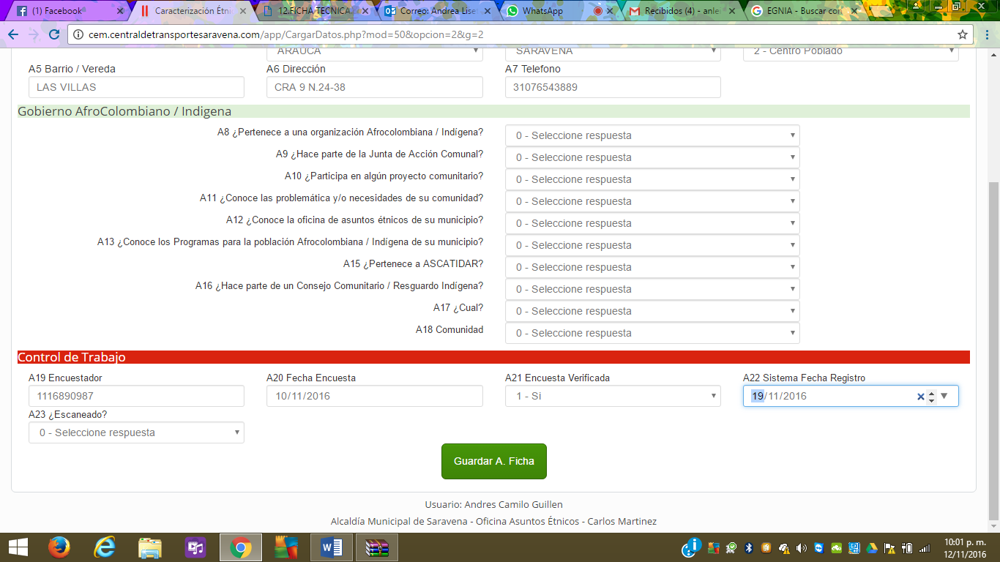 (1) Facebook
Caracterización Étni
12.FICHA TECNICA
Correo: Andrea Lise
WhatsApp
Recibidos (4) - anle
EGNIA - Buscar con
cem.centraldetransportesaravena.com/app/CargarDatos.php?mod=50&opcion=2&g=2
ARAUCA
SARAVENA
2 - Centro Poblado
A5 Barrio / Vereda
A6 Dirección
A7 Telefono
LAS VILLAS
CRA 9 N.24-38
31076543889
Gobierno AfroColombiano / Indigena
A8 ¿Pertenece a una organización Afrocolombiana / Indígena?
0 - Seleccione respuesta
A9 ¿Hace parte de la Junta de Acción Comunal?
0 - Seleccione respuesta
A10 ¿Participa en algún proyecto comunitario?
0 - Seleccione respuesta
A11 ¿Conoce las problemática y/o necesidades de su comunidad?
0 - Seleccione respuesta
A12 ¿Conoce la oficina de asuntos étnicos de su municipio?
0 - Seleccione respuesta
A13 ¿Conoce los Programas para la población Afrocolombiana / Indígena de su municipio?
0 - Seleccione respuesta
A15 ¿Pertenece a ASCATIDAR?
0 - Seleccione respuesta
A16 ¿Hace parte de un Consejo Comunitario / Resguardo Indígena?
0 - Seleccione respuesta
A17 ¿Cual?
0 - Seleccione respuesta
A18 Comunidad
0 - Seleccione respuesta
Control de Trabajo
A19 Encuestador
A20 Fecha Encuesta
A21 Encuesta Verificada
A22 Sistema Fecha Registro
1116890987
10/11/2016
1 - Si
19/11/2016
A23 ¿Escaneado?
0 - Seleccione respuesta
Guardar A. Ficha
Usuario: Andres Camilo Guillen
Alcaldía Municipal de Saravena - Oficina Asuntos Étnicos - Carlos Martinez
10:01 p. m.
12/11/2016